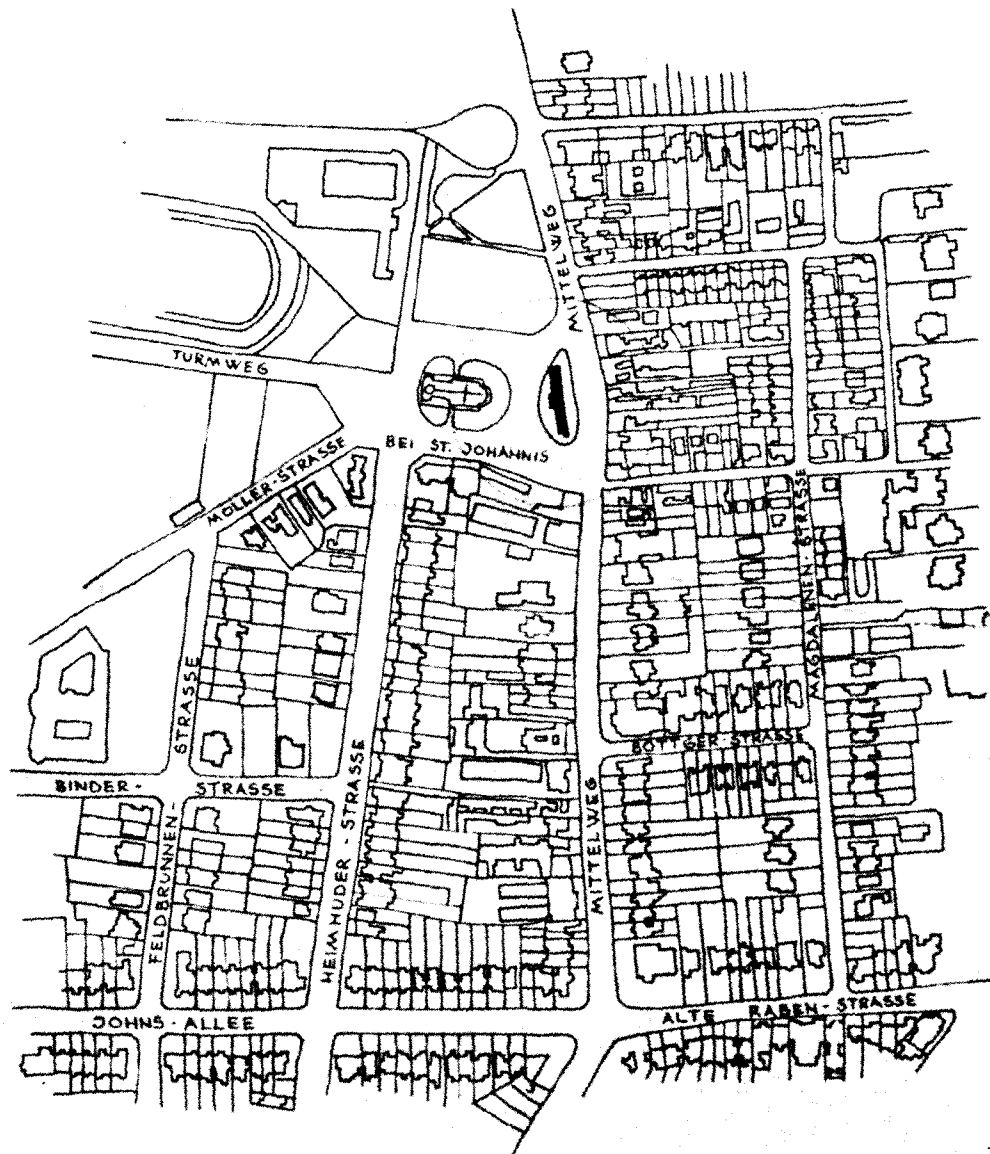 MITTELWEG
TURMWEG
BEI ST. JOHANNIS
MOLLER-STRASSE
MAGDALENEN-STRASSE
STRASSE
BÖTTGER-STRASSE
BINDER-STRASSE
FELDBRUNNEN-
HEIMHUDER-STRASSE
MITTELWEG
JOHNS-ALLEE
ALTE RABEN-STRASSE